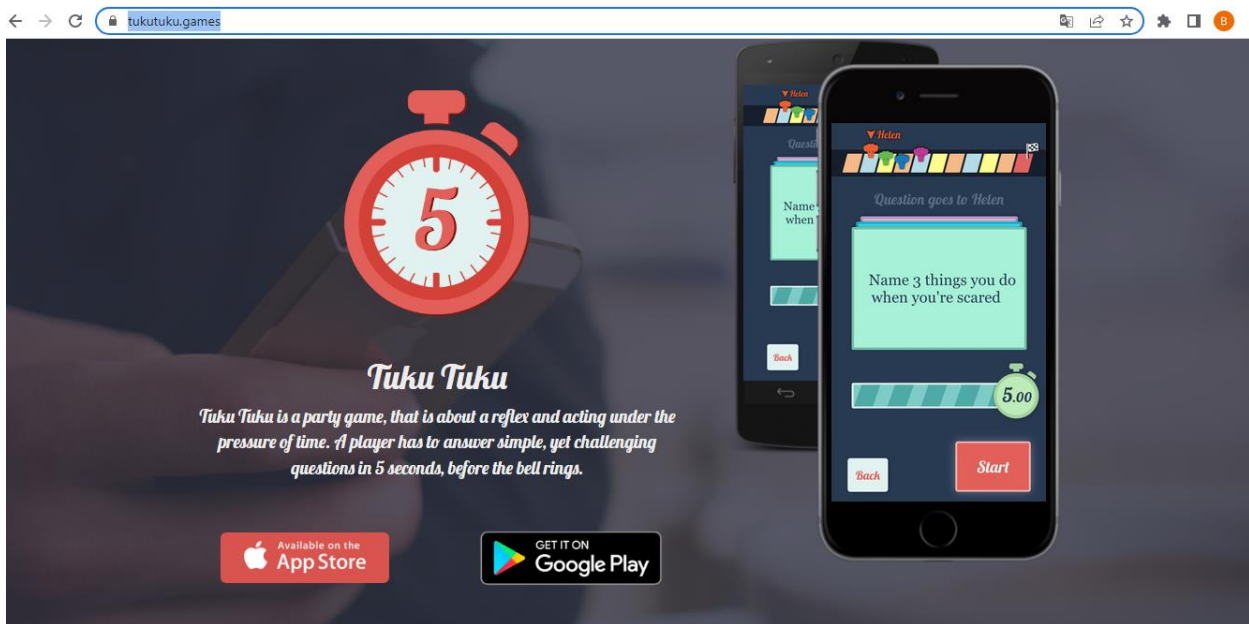 tukutuku.games
B
5
Tuku Tuku
Tuku Tuku is a party game, that is about a reflex and acting under the
pressure of time. A player has to answer simple, yet challenging
questions in 5 seconds, before the bell rings.
Available on the
App Store
GET IT ON
Google Play
Helen
Name
when
Back
Helen
Question goes to Helen
Name 3 things you do
when you're scared
5.00
Back
Start